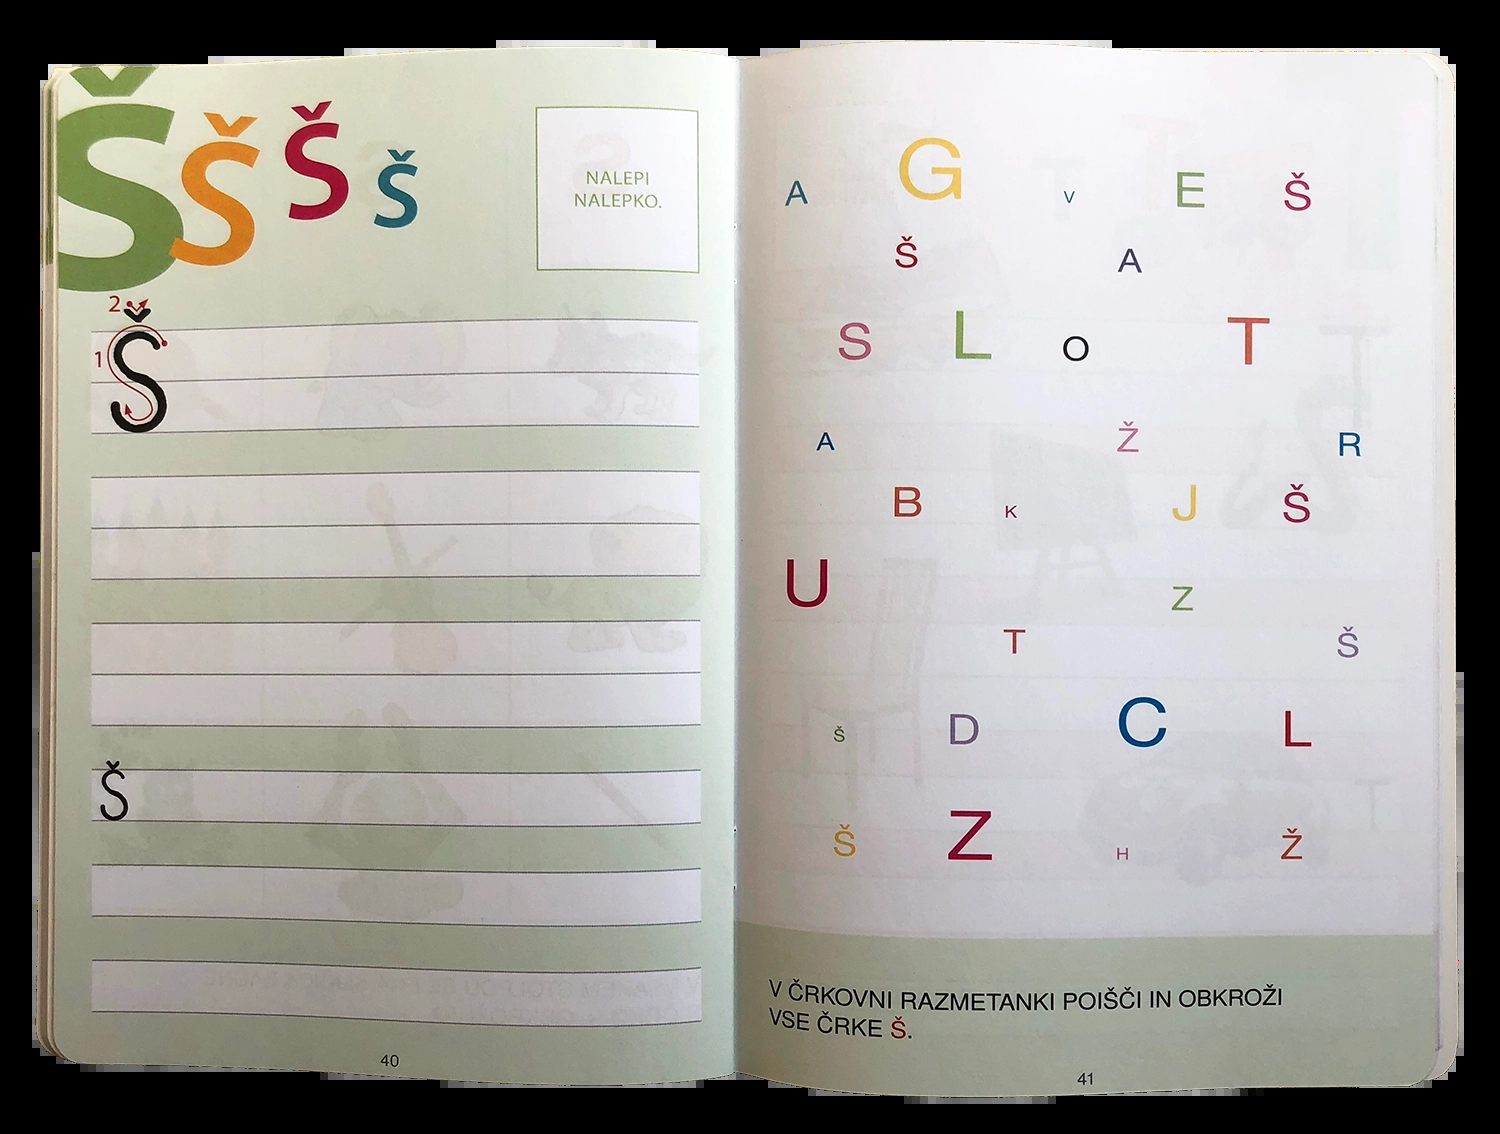 Š Š Š Š
NALEPI
NALEPKO.
2
1 Š
Š
40
A G V E Š
Š A
S L O T
A Ž R
B K J Š
U Z
T Š
Š D C L
Š Z H Ž
V ČRKOVNI RAZMETANKI POIŠČI IN OBKROŽI
VSE ČRKE Š.
41